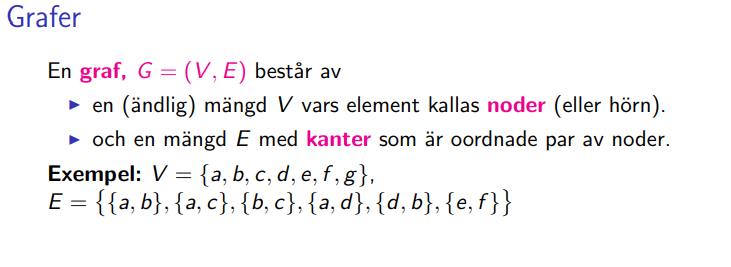 Grafer
En graf, G = (V, E) består av
▶ en (ändlig) mängd V vars element kallas noder (eller hörn).
▶ och en mängd E med kanter som är oordnade par av noder.
Exempel: V = {a, b, c, d, e, f, g},
E = {{a, b}, {a, c}, {b, c}, {a, d}, {d, b}, {e, f}}